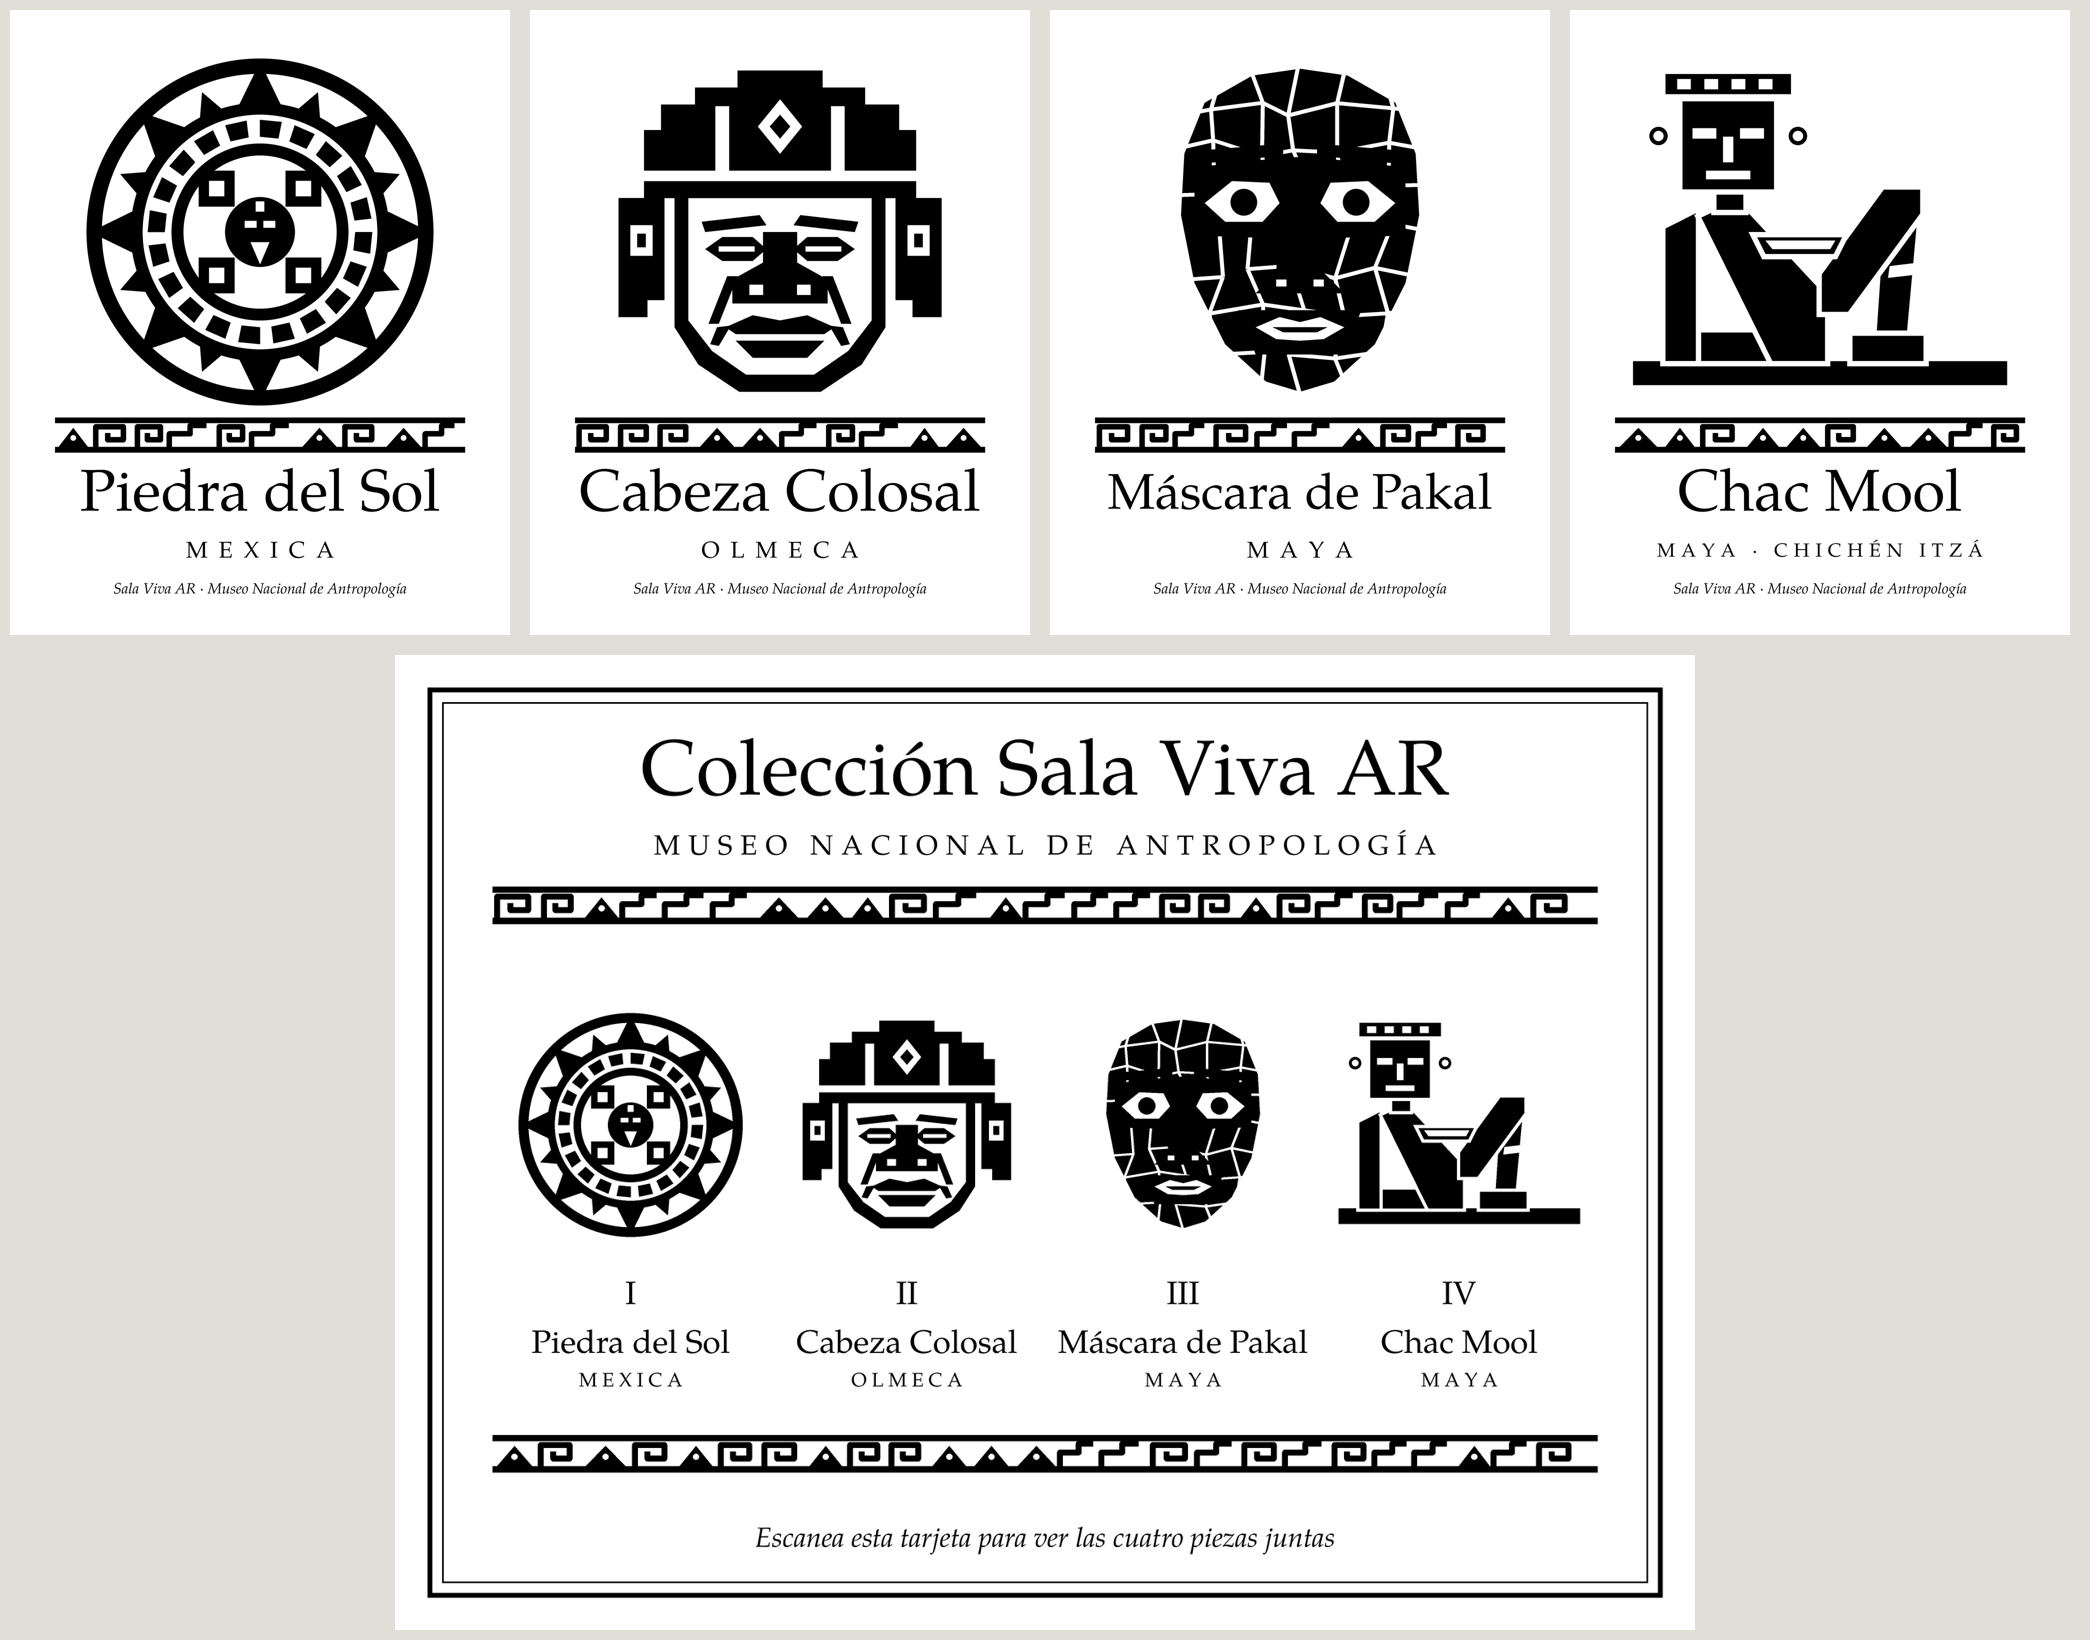 Piedra del Sol
MEXICA
Sala Viva AR · Museo Nacional de Antropología
Cabeza Colosal
OLMECA
Sala Viva AR · Museo Nacional de Antropología
Máscara de Pakal
MAYA
Sala Viva AR · Museo Nacional de Antropología
Chac Mool
MAYA · CHICHÉN ITZÁ
Sala Viva AR · Museo Nacional de Antropología
Colección Sala Viva AR
MUSEO NACIONAL DE ANTROPOLOGÍA
I
Piedra del Sol
MEXICA
II
Cabeza Colosal
OLMECA
III
Máscara de Pakal
MAYA
IV
Chac Mool
MAYA
Escanea esta tarjeta para ver las cuatro piezas juntas